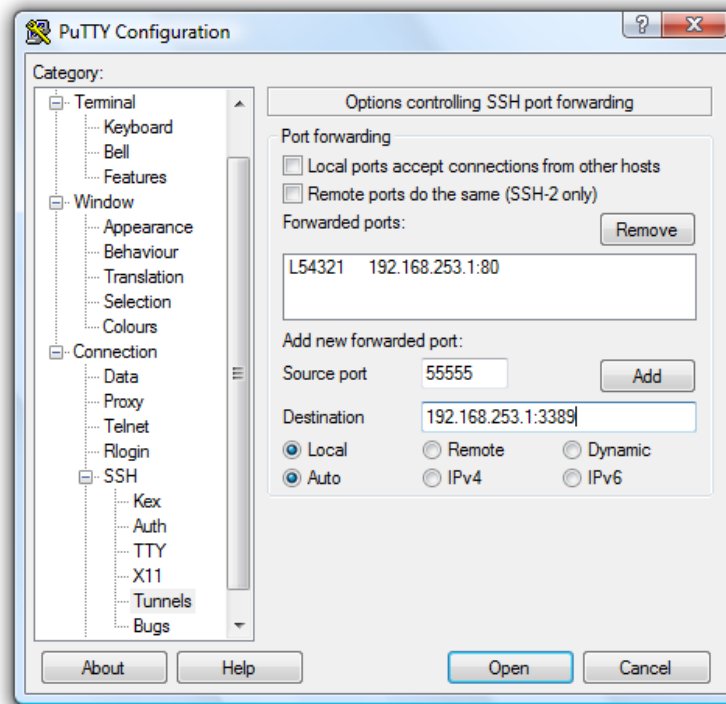 PuTTY Configuration
Category:
Terminal
Keyboard
Bell
Features
Window
Appearance
Behaviour
Translation
Selection
Colours
Connection
Data
Proxy
Telnet
Rlogin
SSH
Kex
Auth
TTY
X11
Tunnels
Bugs
Options controlling SSH port forwarding
Port forwarding
Local ports accept connections from other hosts
Remote ports do the same (SSH-2 only)
Forwarded ports:
Remove
L54321 192.168.253.1:80
Add new forwarded port:
Source port 55555 Add
Destination 192.168.253.1:3389
Local Remote Dynamic
Auto IPv4 IPv6
About Help Open Cancel